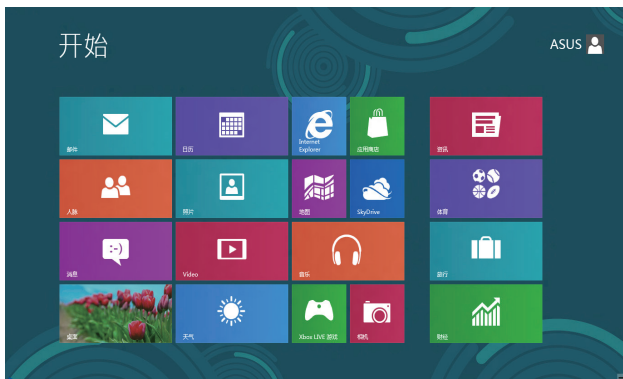 开始
ASUS
邮件
日历
Internet
Explorer
应用商店
资讯
人脉
照片
地图
SkyDrive
体育
:-)
消息
Video
音乐
旅行
桌面
天气
Xbox LIVE 游戏
相机
财经